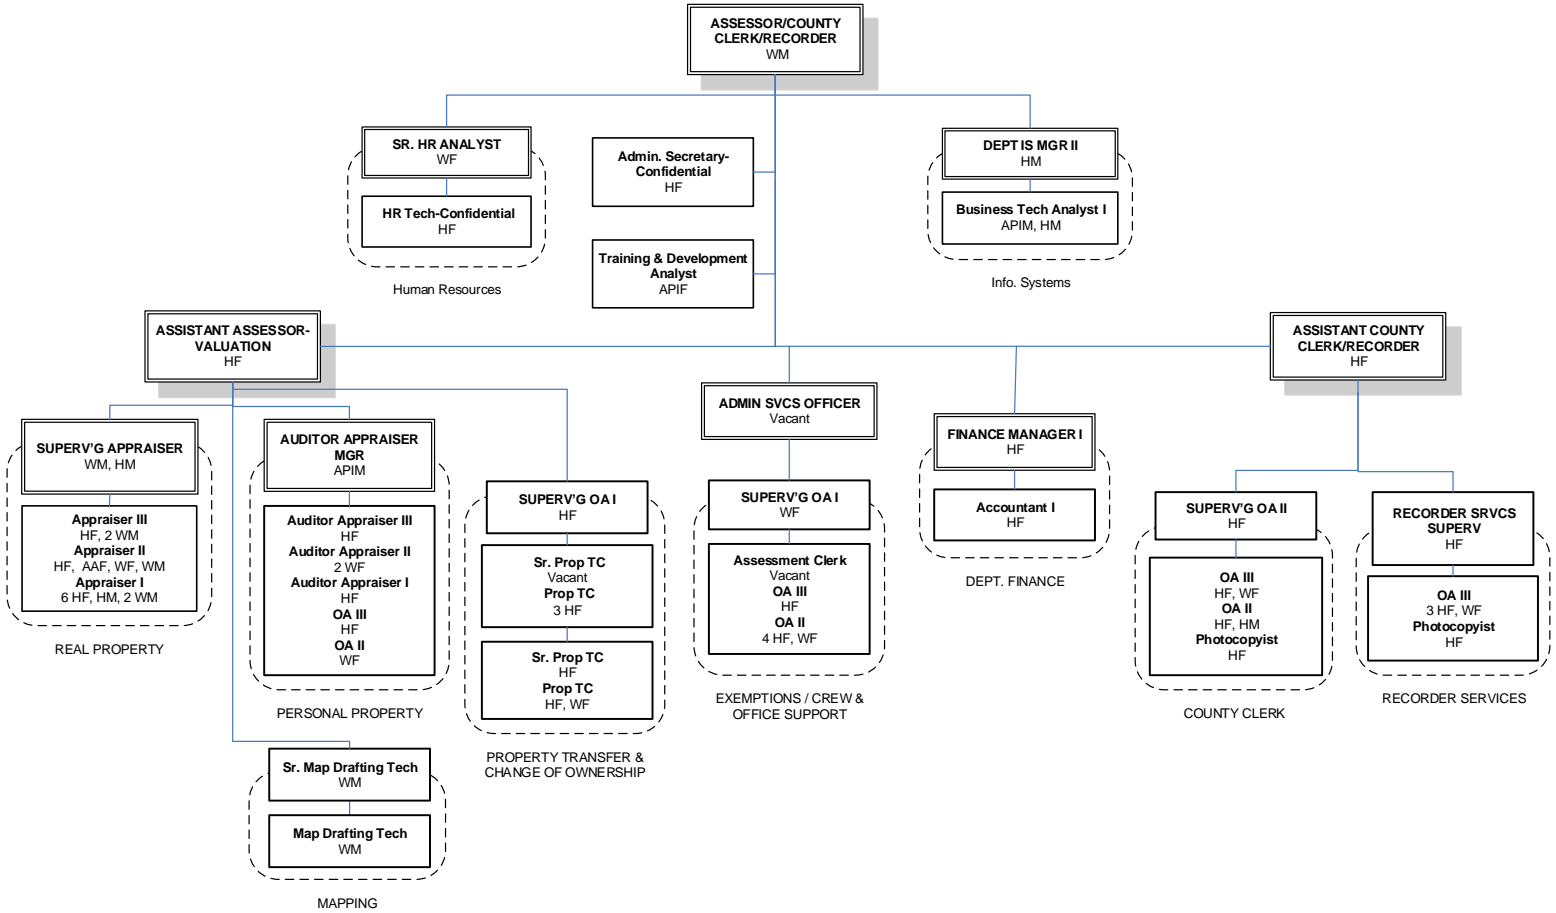 ASSESSOR/COUNTY
CLERK/RECORDER
WM
SR. HR ANALYST
WF
HR Tech-Confidential
HF
Human Resources
Admin. Secretary-
Confidential
HF
Training & Development
Analyst
APIF
DEPT IS MGR II
HM
Business Tech Analyst I
APIM, HM
Info. Systems
ASSISTANT ASSESSOR-
VALUATION
HF
ASSISTANT COUNTY
CLERK/RECORDER
HF
SUPERV'G APPRAISER
WM, HM
Appraiser III
HF, 2 WM
Appraiser II
HF, AAF, WF, WM
Appraiser I
6 HF, HM, 2 WM
REAL PROPERTY
AUDITOR APPRAISER
MGR
APIM
Auditor Appraiser III
HF
Auditor Appraiser II
2 WF
Auditor Appraiser I
HF
OA III
HF
OA II
WF
PERSONAL PROPERTY
SUPERV'G OA I
HF
Sr. Prop TC
Vacant
Prop TC
3 HF
Sr. Prop TC
HF
Prop TC
HF, WF
PROPERTY TRANSFER &
CHANGE OF OWNERSHIP
ADMIN SVCS OFFICER
Vacant
SUPERV'G OA I
WF
Assessment Clerk
Vacant
OA III
HF
OA II
4 HF, WF
EXEMPTIONS / CREW &
OFFICE SUPPORT
FINANCE MANAGER I
HF
Accountant I
HF
DEPT. FINANCE
SUPERV'G OA II
HF
OA III
HF, WF
OA II
HF, HM
Photocopyist
HF
COUNTY CLERK
RECORDER SRVCS
SUPERV
HF
OA III
3 HF, WF
Photocopyist
HF
RECORDER SERVICES
Sr. Map Drafting Tech
WM
Map Drafting Tech
WM
MAPPING